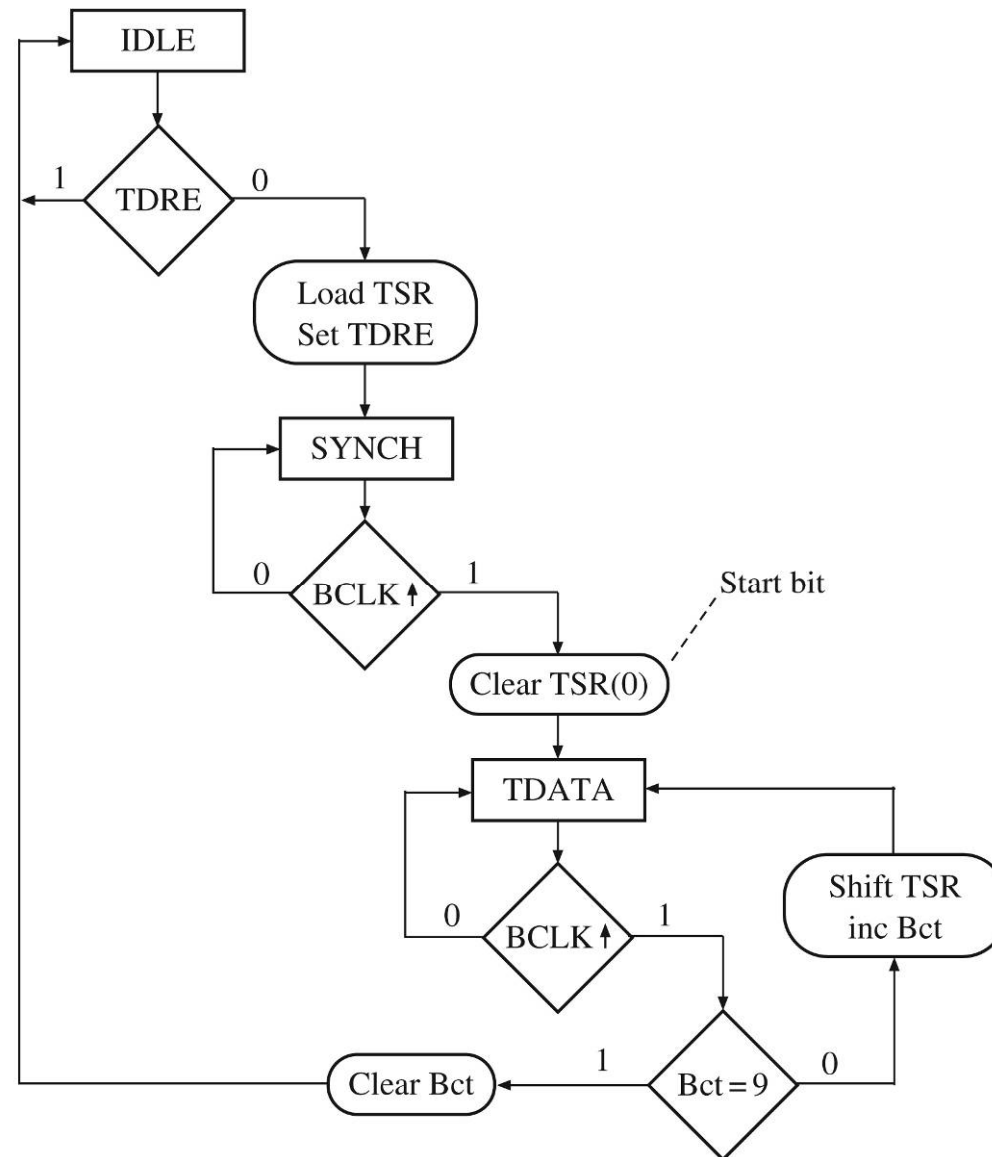 IDLE
1
TDRE
0
Load TSR
Set TDRE
SYNCH
0
BCLK ↑
1
Start bit
Clear TSR(0)
TDATA
0
BCLK ↑
1
Shift TSR
inc Bct
Clear Bct
1
Bct = 9
0